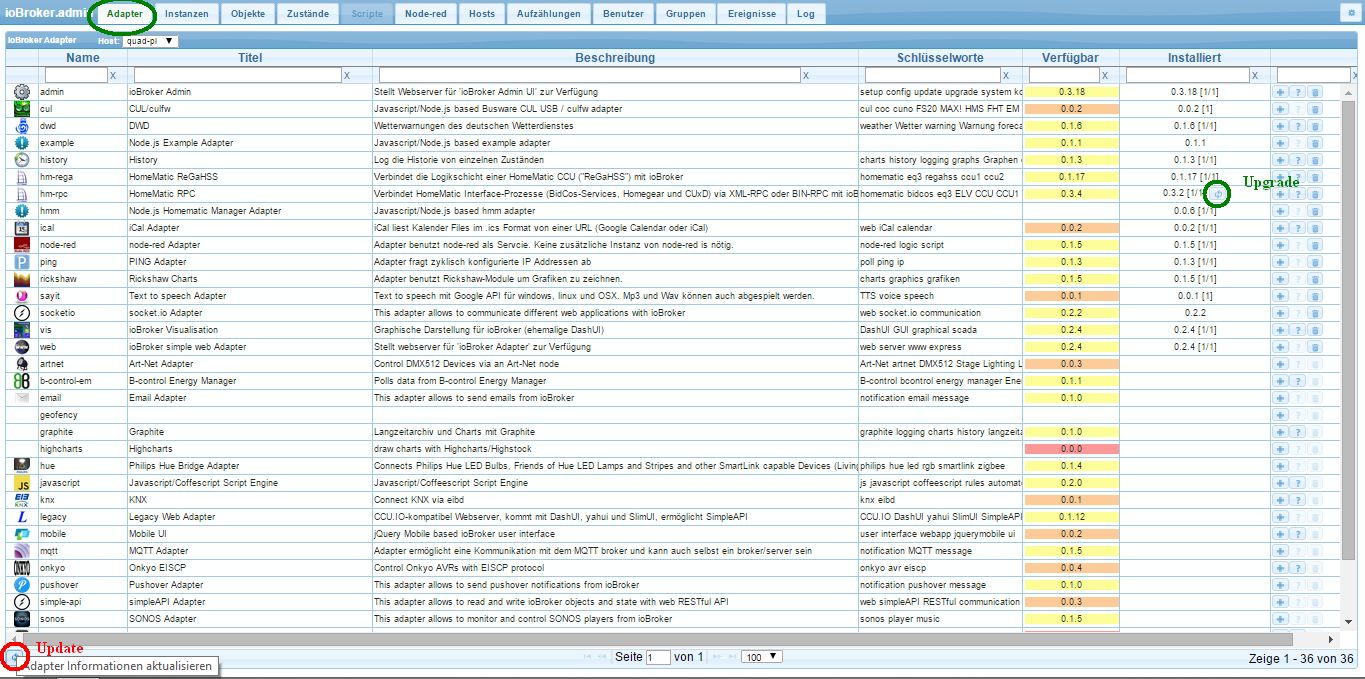 ioBroker.admin Adapter Instanzen Objekte Zustände Scripte Node-red Hosts Aufzählungen Benutzer Gruppen Ereignisse Log
ioBroker Adapter Host: quad-pi
Name Titel Beschreibung Schlüsselworte Verfügbar Installiert
X X X X X X X
admin ioBroker Admin Stellt Webserver für 'ioBroker Admin UI' zur Verfügung setup config update upgrade system ko 0.3.18 0.3.18 [1/1]
cul CUL/culfw Javascript/Node.js based Busware CUL USB / culfw adapter cul coc cuno FS20 MAX! HMS FHT EM 0.0.2 0.0.2 [1]
dwd DWD Wetterwarnungen des deutschen Wetterdienstes weather Wetter warning Warnung foreca 0.1.6 0.1.6 [1/1]
example Node.js Example Adapter Javascript/Node.js based example adapter 0.1.1 0.1.1
history History Log die Historie von einzelnen Zuständen charts history logging graphs Graphen 0.1.3 0.1.3 [1/1]
hm-rega HomeMatic ReGaHSS Verbindet die Logikschicht einer HomeMatic CCU ("ReGaHSS") mit ioBroker homematic eq3 regahss ccu1 ccu2 0.1.17 0.1.17 [1/1]
hm-rpc HomeMatic RPC Verbindet HomeMatic Interface-Prozesse (BidCos-Services, Homegear und CUxD) via XML-RPC oder BIN-RPC mit ioB homematic bidcos eq3 ELV CCU CCU1 0.3.4 0.3.2 [1/1] Upgrade
hmm Node.js Homematic Manager Adapter Javascript/Node.js based hmm adapter 0.0.6 [1/1]
ical iCal Adapter iCal liest Kalender Files im .ics Format von einer URL (Google Calendar oder iCal) web iCal calendar 0.0.2 0.0.2 [1/1]
node-red node-red Adapter Adapter benutzt node-red als Servcie. Keine zusätzliche Instanz von node-red is nötig. node-red logic script 0.1.5 0.1.5 [1/1]
ping PING Adapter Adapter fragt zyklisch konfigurierte IP Addressen ab poll ping ip 0.1.3 0.1.3 [1/1]
rickshaw Rickshaw Charts Adapter benutzt Rickshaw-Module um Grafiken zu zeichnen. charts graphics grafiken 0.1.5 0.1.5 [1/1]
sayit Text to speech Adapter Text to speech mit Google API für windows, linux und OSX. Mp3 und Wav können auch abgespielt werden. TTS voice speech 0.0.1 0.0.1 [1]
socketio socket.io Adapter This adapter allows to communicate different web applications with ioBroker web socket.io communication 0.2.2 0.2.2
vis ioBroker Visualisation Graphische Darstellung für ioBroker (ehemalige DashUI) DashUI GUI graphical scada 0.2.4 0.2.4 [1/1]
web ioBroker simple web Adapter Stellt webserver für 'ioBroker Adapter' zur Verfügung web server www express 0.2.4 0.2.4 [1/1]
artnet Art-Net Adapter Control DMX512 Devices via an Art-Net node Art-Net artnet DMX512 Stage Lighting L 0.0.3
b-control-em B-control Energy Manager Polls data from B-control Energy Manager B-control bcontrol energy manager Ene 0.1.1
email Email Adapter This adapter allows to send emails from ioBroker notification email message 0.1.0
geofency
graphite Graphite Langzeitarchiv und Charts mit Graphite graphite logging charts history langzeita 0.1.0
highcharts Highcharts draw charts with Highcharts/Highstock 0.0.0
hue Philips Hue Bridge Adapter Connects Philips Hue LED Bulbs, Friends of Hue LED Lamps and Stripes and other SmartLink capable Devices (Living philips hue led rgb smartlink zigbee 0.1.4
javascript Javascript/Coffescript Script Engine Javascript/Coffeescript Script Engine js javascript coffeescript rules automat 0.2.0
knx KNX Connect KNX via eibd knx eibd 0.0.1
legacy Legacy Web Adapter CCU.IO-kompatibel Webserver, kommt mit DashUI, yahui und SlimUI, ermöglicht SimpleAPI CCU.IO DashUI yahui SlimUI SimpleAPI 0.1.12
mobile Mobile UI jQuery Mobile based ioBroker user interface user interface webapp jquerymobile ui 0.0.2
mqtt MQTT Adapter Adapter ermöglicht eine Kommunikation mit dem MQTT broker und kann auch selbst ein broker/server sein notification MQTT message 0.1.5
onkyo Onkyo EISCP Control Onkyo AVRs with EISCP protocol onkyo avr eiscp 0.0.4
pushover Pushover Adapter This adapter allows to send pushover notifications from ioBroker notification pushover message 0.1.0
simple-api simpleAPI Adapter This adapter allows to read and write ioBroker objects and state with web RESTful API web simpleAPI RESTful communication 0.0.3
sonos SONOS Adapter This adapter allows to monitor and control SONOS players from ioBroker sonos player music 0.1.5
Update
Adapter Informationen aktualisieren
Seite 1 von 1 100 Zeige 1 - 36 von 36